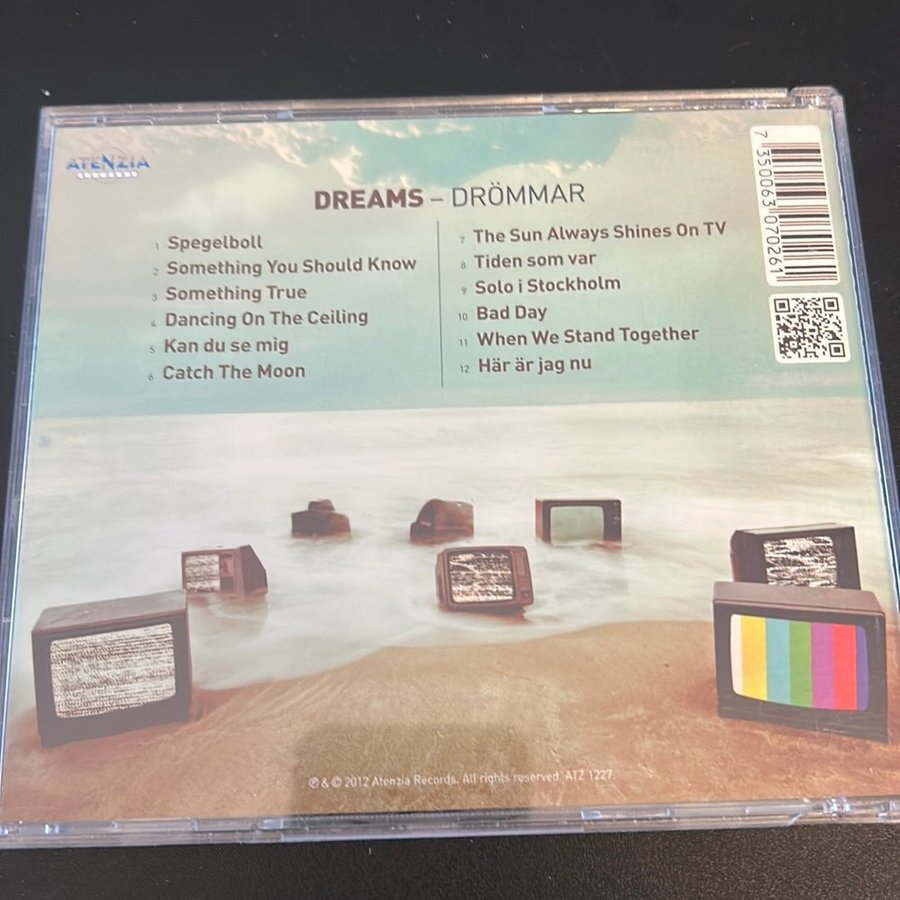 ATENZIA
RECORDS
DREAMS – DRÖMMAR
1 Spegelboll
2 Something You Should Know
3 Something True
4 Dancing On The Ceiling
5 Kan du se mig
6 Catch The Moon
7 The Sun Always Shines On TV
8 Tiden som var
9 Solo i Stockholm
10 Bad Day
11 When We Stand Together
12 Här är jag nu
7 350063 070261
℗ & © 2012 Atenzia Records. All rights reserved. ATZ 1227